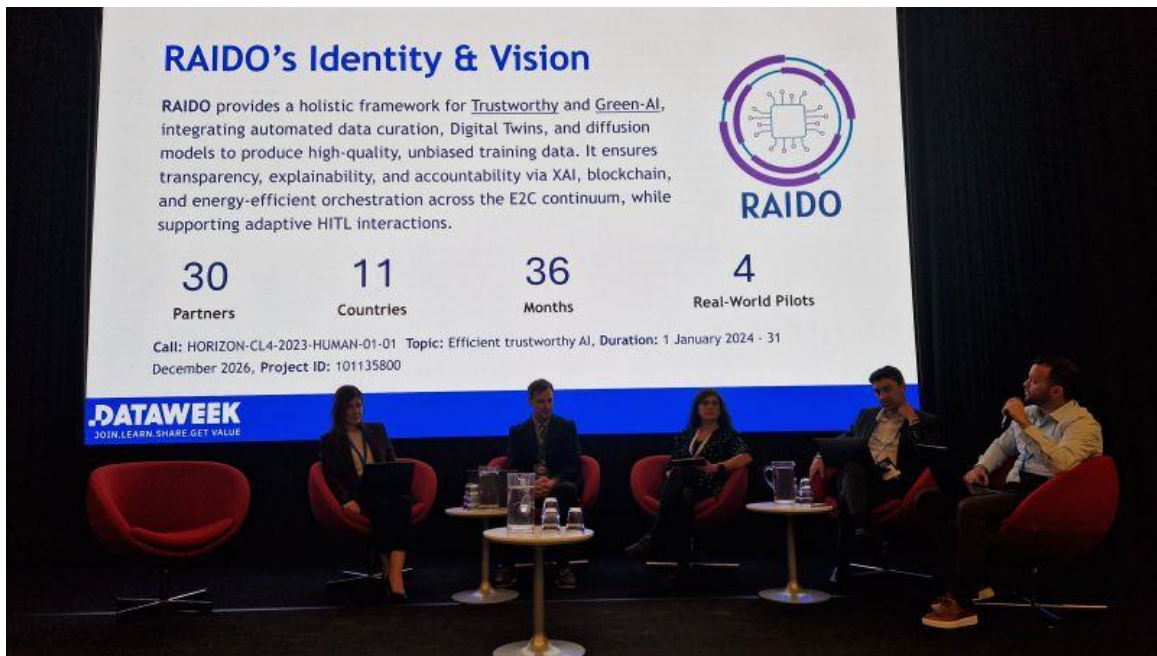 RAIDO's Identity & Vision
RAIDO provides a holistic framework for Trustworthy and Green-AI,
integrating automated data curation, Digital Twins, and diffusion
models to produce high-quality, unbiased training data. It ensures
transparency, explainability, and accountability via XAI, blockchain,
and energy-efficient orchestration across the E2C continuum, while
supporting adaptive HITL interactions.
RAIDO
30
Partners
11
Countries
36
Months
4
Real-World Pilots
Call: HORIZON-CL4-2023-HUMAN-01-01 Topic: Efficient trustworthy AI, Duration: 1 January 2024 - 31
December 2026, Project ID: 101135800
.DATAWEEK
JOIN.LEARN.SHARE.GET VALUE